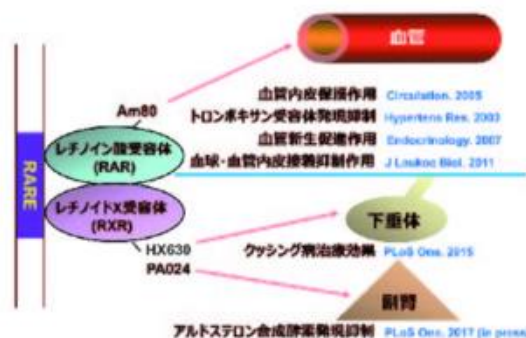 血管
血管内皮保護作用 Circulation. 2005
Am80
トロンボキサン受容体発現抑制 Hypertens Res. 2003
血管新生促進作用 Endocrinology. 2007
レチノイン酸受容体
(RAR)
血球・血管内皮接着抑制作用 J Leukoc Biol. 2011
RARE
レチノイドX受容体
(RXR)
下垂体
HX630
クッシング病治療効果 PLoS One. 2015
PA024
副腎
アルドステロン合成酵素発現抑制 PLoS One. 2017 (in press